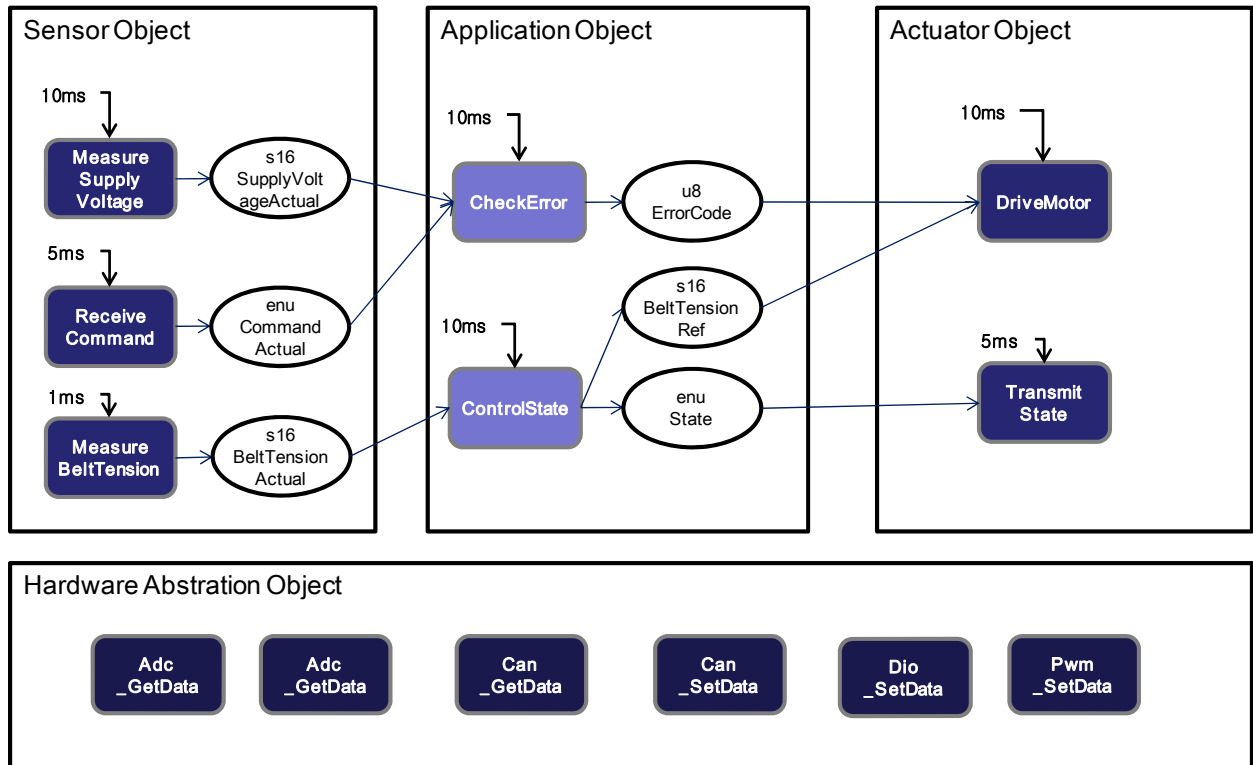 Sensor Object
10ms
Measure
Supply
Voltage
s16
SupplyVolt
ageActual
5ms
Receive
Command
enu
Command
Actual
1ms
Measure
BeltTension
s16
BeltTension
Actual
Application Object
10ms
CheckError
u8
ErrorCode
s16
BeltTension
Ref
10ms
ControlState
enu
State
Actuator Object
10ms
DriveMotor
5ms
Transmit
State
Hardware Abstration Object
Adc
_GetData
Adc
_GetData
Can
_GetData
Can
_SetData
Dio
_SetData
Pwm
_SetData